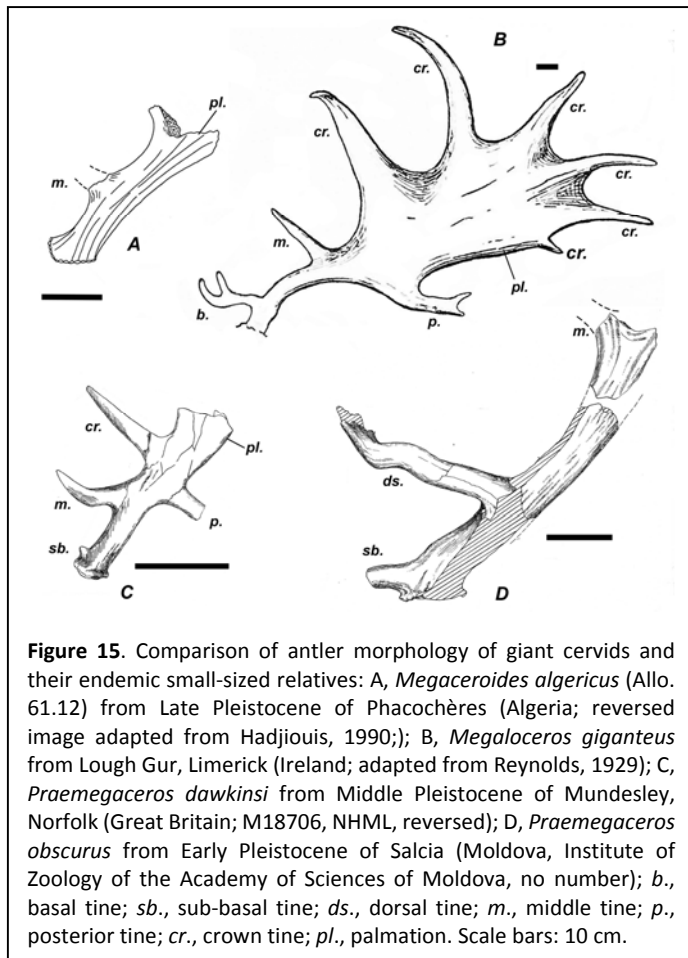 B
cr.
cr.
cr.
pl.
m.
A
cr.
m.
cr.
cr.
b.
pl.
p.
m.
cr.
pl.
ds.
m.
p.
sb.
sb.
C
D
Figure 15. Comparison of antler morphology of giant cervids and
their endemic small-sized relatives: A, Megaceroides algericus (Allo.
61.12) from Late Pleistocene of Phacochères (Algeria; reversed
image adapted from Hadjiouis, 1990;); B, Megaloceros giganteus
from Lough Gur, Limerick (Ireland; adapted from Reynolds, 1929); C,
Praemegaceros dawkinsi from Middle Pleistocene of Mundesley,
Norfolk (Great Britain; M18706, NHML, reversed); D, Praemegaceros
obscurus from Early Pleistocene of Salcia (Moldova, Institute of
Zoology of the Academy of Sciences of Moldova, no number); b.,
basal tine; sb., sub-basal tine; ds., dorsal tine; m., middle tine; p.,
posterior tine; cr., crown tine; pl., palmation. Scale bars: 10 cm.